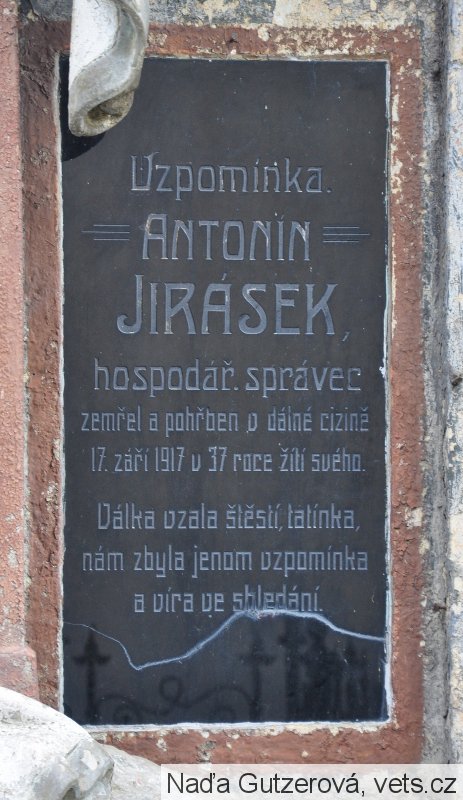 Vzpomínka.
ANTONÍN
JIRÁSEK,
hospodář. správec
zemřel a pohřben v dálné cizině
17. září 1917 v 37 roce žití svého.
Válka vzala štěstí, tatínka,
nám zbyla jenom vzpomínka
a víra ve shledání.
Naďa Gutzerová, vets.cz